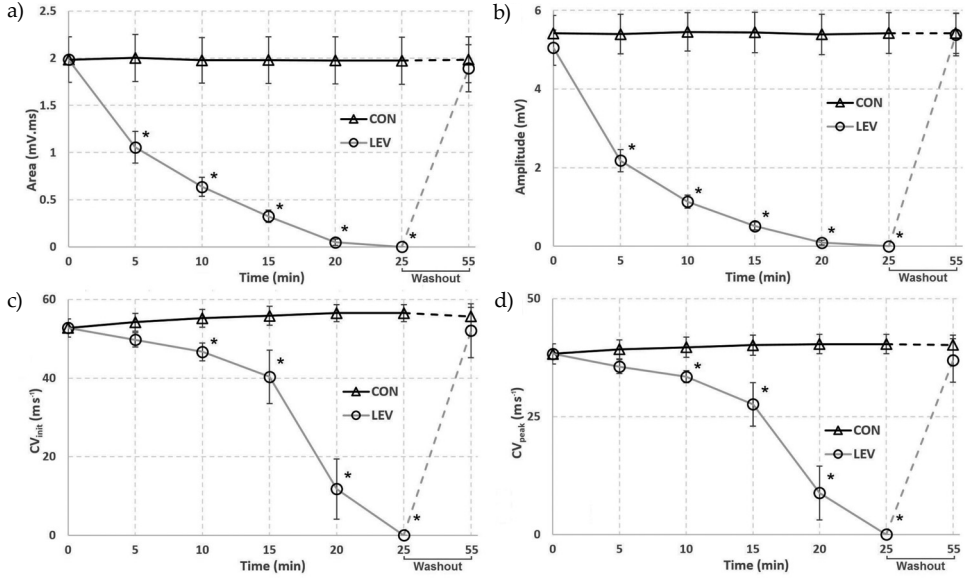 a)
2.5
2
1.5
1
0.5
0
Area (mV.ms)
CON
LEV
*
*
*
*
*
0 5 10 15 20 25 55
Time (min)
Washout
b)
6
4
2
0
Amplitude (mV)
CON
LEV
*
*
*
*
*
0 5 10 15 20 25 55
Time (min)
Washout
c)
60
40
20
0
CVinit (m s-1)
CON
LEV
*
*
*
*
0 5 10 15 20 25 55
Time (min)
Washout
d)
50
25
0
CVpeak (m s-1)
CON
LEV
*
*
*
*
0 5 10 15 20 25 55
Time (min)
Washout